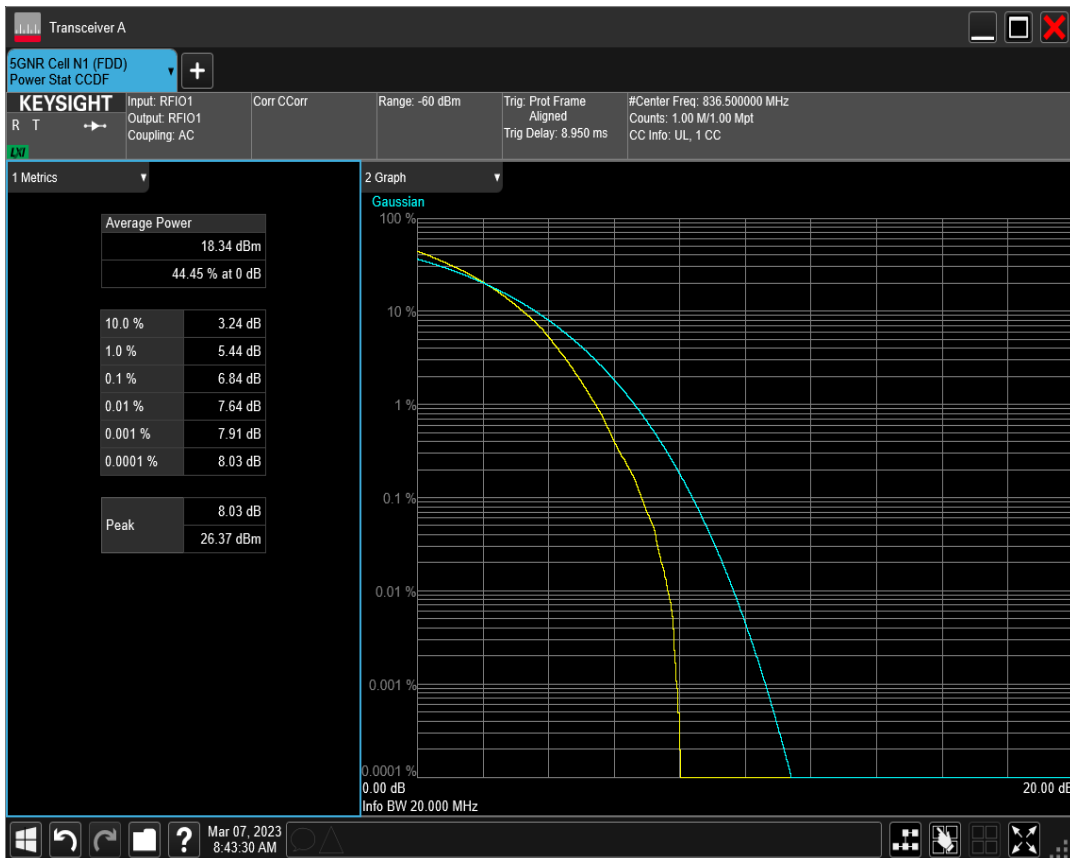 Transceiver A
5GNR Cell N1 (FDD)
Power Stat CCDF
KEYSIGHT
R T
LXI
Input: RFIO1
Output: RFIO1
Coupling: AC
Corr CCorr
Range: -60 dBm
Trig: Prot Frame
Aligned
Trig Delay: 8.950 ms
#Center Freq: 836.500000 MHz
Counts: 1.00 M/1.00 Mpt
CC Info: UL, 1 CC
1 Metrics
Average Power
18.34 dBm
44.45 % at 0 dB
10.0 % 3.24 dB
1.0 % 5.44 dB
0.1 % 6.84 dB
0.01 % 7.64 dB
0.001 % 7.91 dB
0.0001 % 8.03 dB
Peak
8.03 dB
26.37 dBm
2 Graph
Gaussian
100 %
10 %
1 %
0.1 %
0.01 %
0.001 %
0.0001 %
0.00 dB 20.00 dB
Info BW 20.000 MHz
Mar 07, 2023
8:43:30 AM